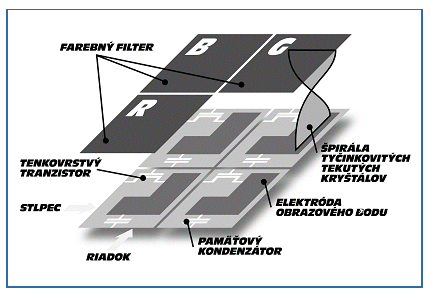 FAREBNÝ FILTER
B
G
R
ŠPIRÁLA
TYČINKOVITÝCH
TEKUTÝCH
KRYŠTÁLOV
TENKOVRSTVÝ
TRANZISTOR
STLPEC
ELEKTRÓDA
OBRAZOVÉHO BODU
RIADOK
PAMÄŤOVÝ
KONDENZÁTOR